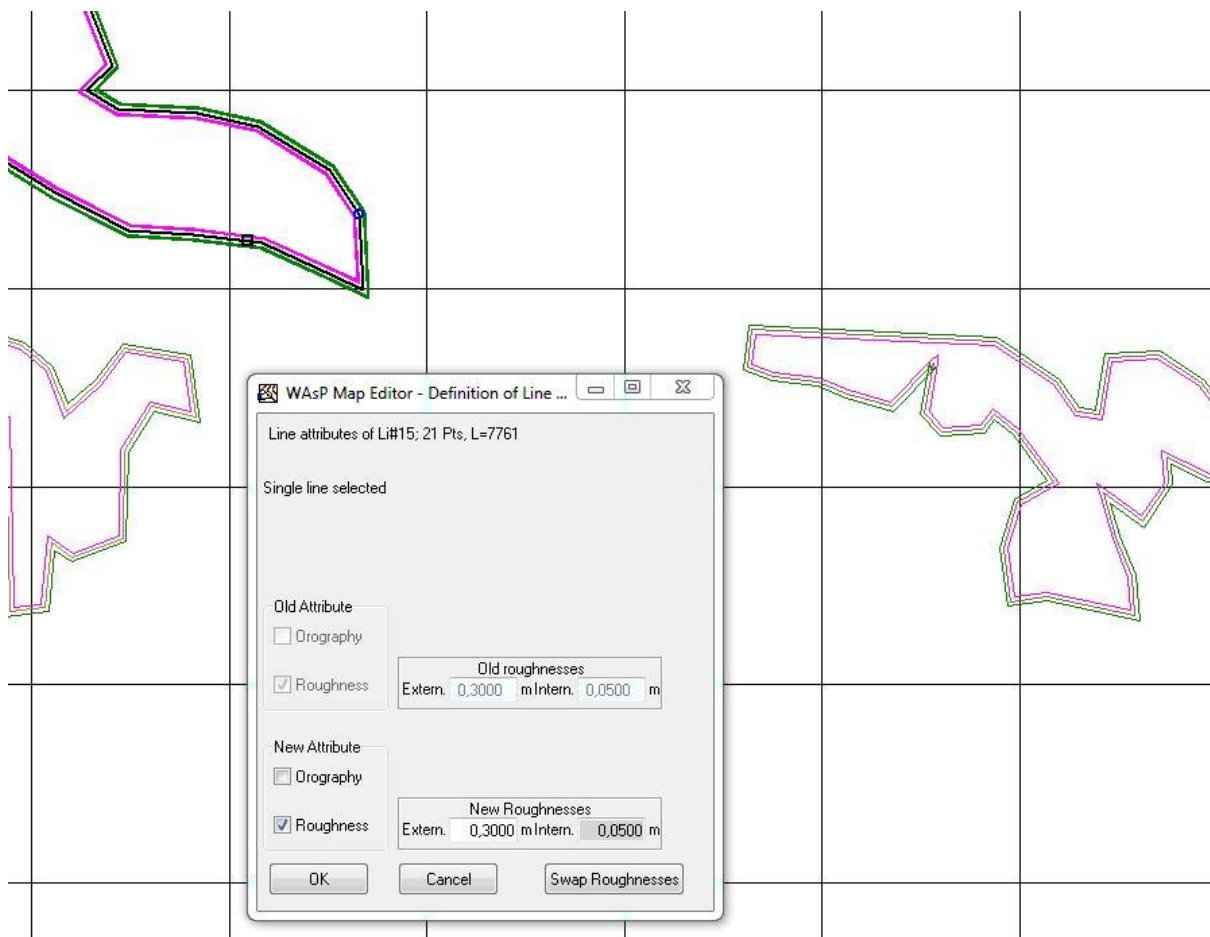 WAsP Map Editor - Definition of Line ...
Line attributes of Li#15; 21 Pts, L=7761
Single line selected
Old Attribute
Orography
Roughness
Old roughnesses
Extern. 0,3000 m Intern. 0,0500 m
New Attribute
Orography
Roughness
New Roughnesses
Extern. 0,3000 m Intern. 0,0500 m
OK Cancel Swap Roughnesses